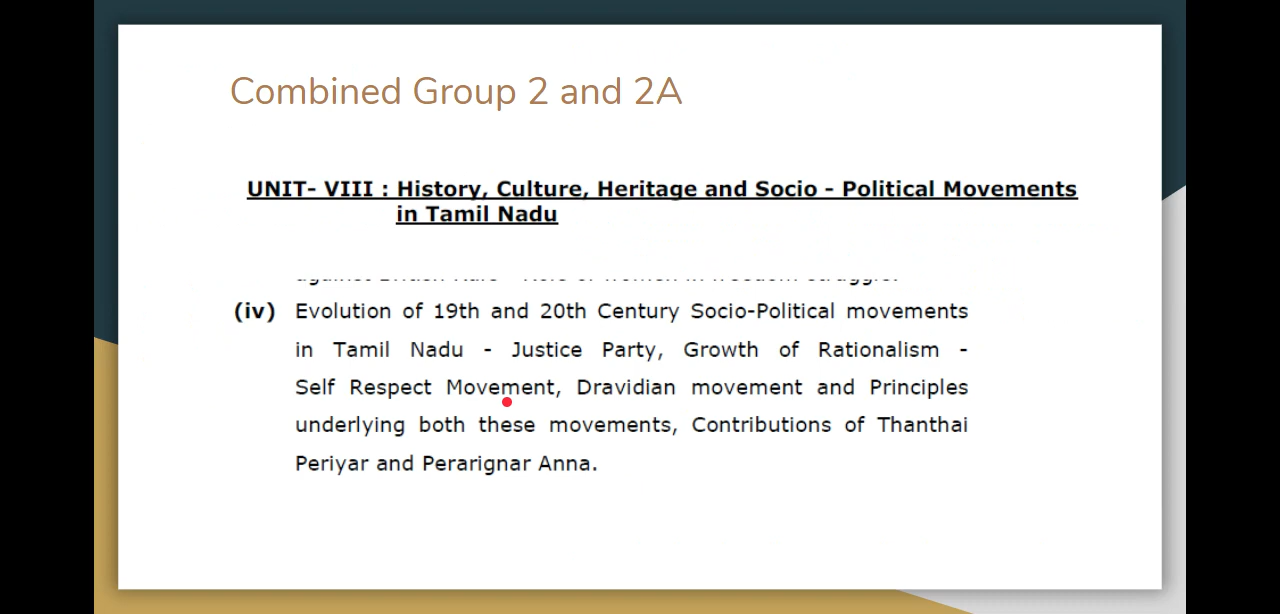 Combined Group 2 and 2A
UNIT- VIII : History, Culture, Heritage and Socio - Political Movements
in Tamil Nadu
(iv) Evolution of 19th and 20th Century Socio-Political movements
in Tamil Nadu - Justice Party, Growth of Rationalism -
Self Respect Movement, Dravidian movement and Principles
underlying both these movements, Contributions of Thanthai
Periyar and Perarignar Anna.